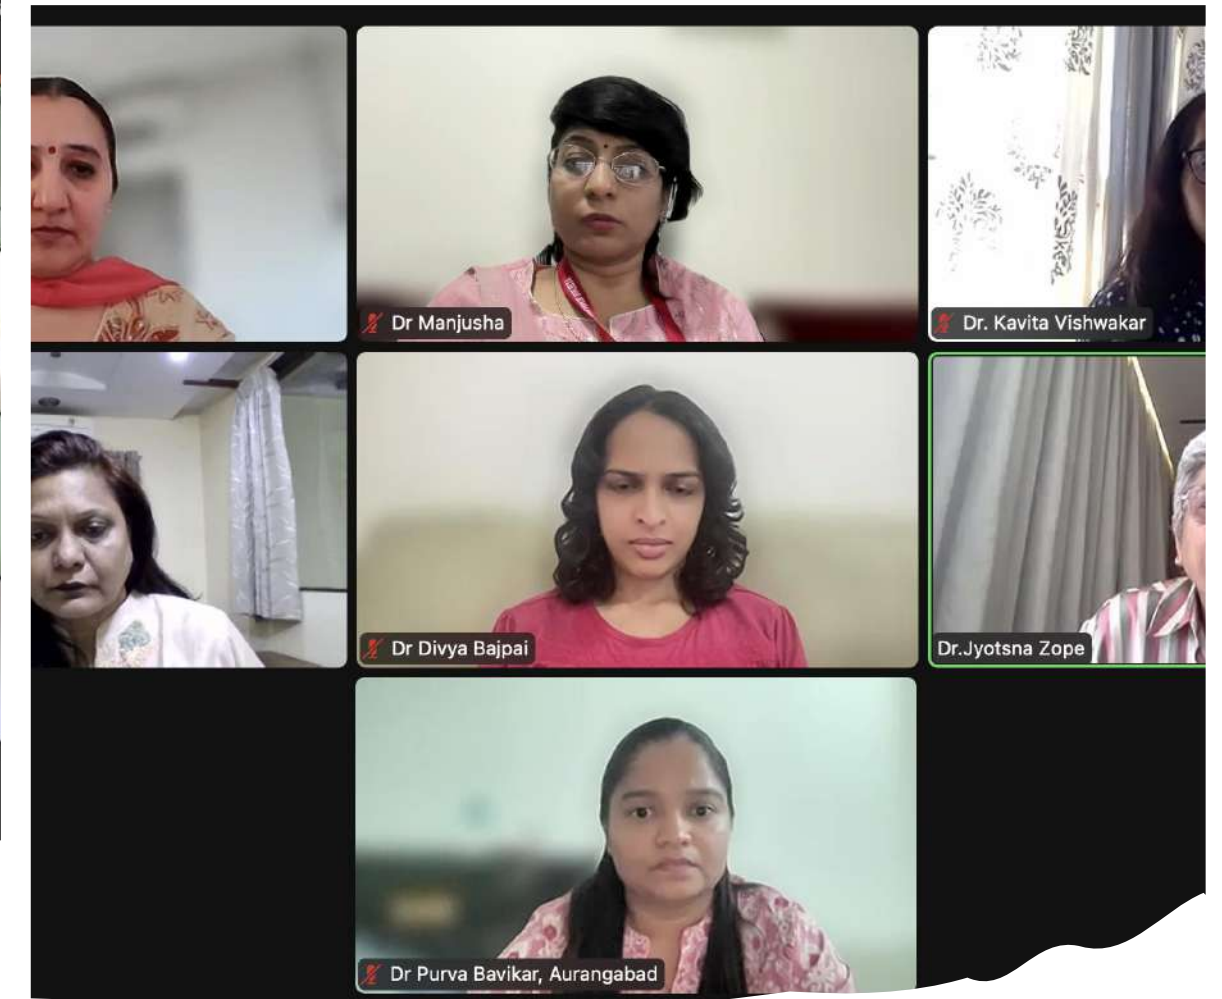 Dr Manjusha
Dr. Kavita Vishwakar
Dr Divya Bajpai
Dr.Jyotsna Zope
Dr Purva Bavikar, Aurangabad